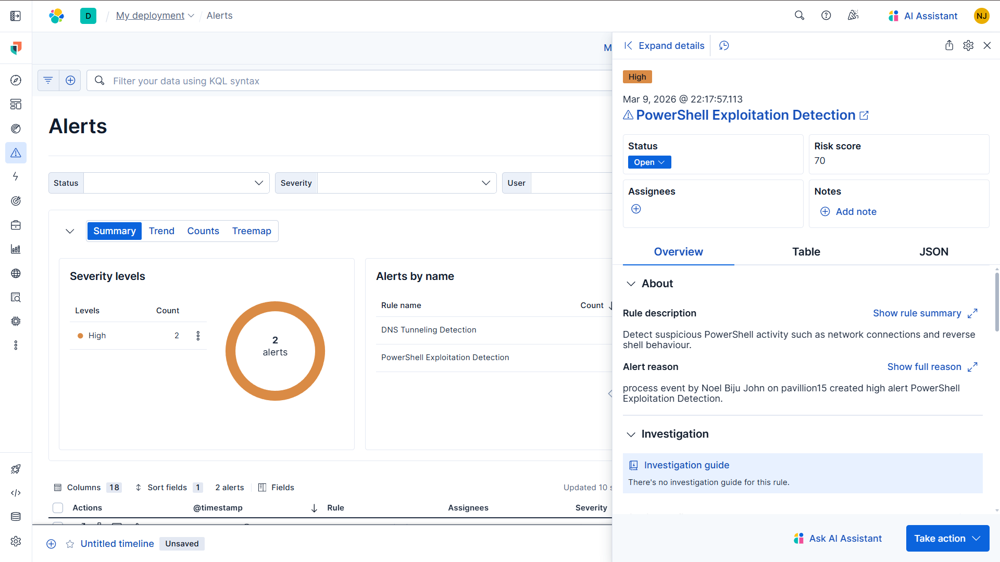 D
My deployment
Alerts
AI Assistant
NJ
M
Expand details
Filter your data using KQL syntax
High
Mar 9, 2026 @ 22:17:57.113
PowerShell Exploitation Detection
Alerts
Status
Open
Risk score
70
Status
Severity
User
Assignees
Notes
Add note
Summary
Trend
Counts
Treemap
Overview
Table
JSON
Severity levels
Levels
Count
High
2
2
alerts
Alerts by name
Rule name
Count
DNS Tunneling Detection
PowerShell Exploitation Detection
About
Rule description
Show rule summary
Detect suspicious PowerShell activity such as network connections and reverse
shell behaviour.
Alert reason
Show full reason
process event by Noel Biju John on pavillion15 created high alert PowerShell
Exploitation Detection.
Investigation
Investigation guide
There's no investigation guide for this rule.
Columns 18
Sort fields 1
2 alerts
Fields
Updated 10 s
Actions
@timestamp
Rule
Assignees
Severity
Untitled timeline
Unsaved
Ask AI Assistant
Take action